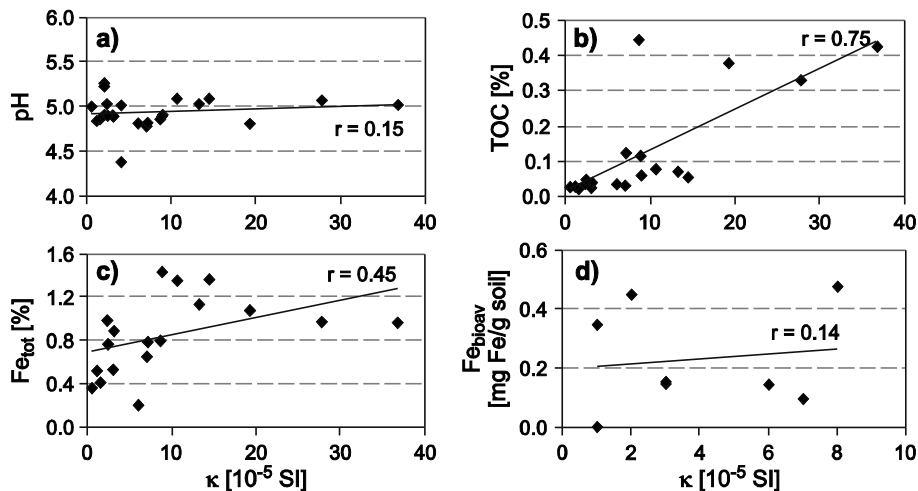 a)
6.0
5.5
5.0
4.5
4.0
pH
r = 0.15
0 10 20 30 40
b)
0.5
0.4
0.3
0.2
0.1
0.0
TOC [%]
r = 0.75
0 10 20 30 40
c)
1.6
1.2
0.8
0.4
0.0
Fetot [%]
r = 0.45
0 10 20 30 40
κ [10-5 SI]
d)
0.6
0.4
0.2
0.0
Febioav
[mg Fe/g soil]
r = 0.14
0 2 4 6 8 10
κ [10-5 SI]